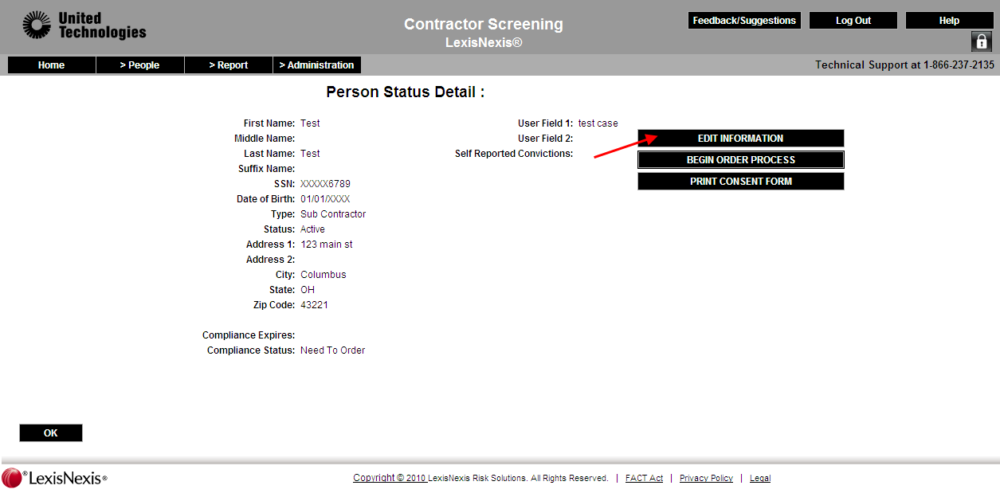 United
Technologies
Contractor Screening
LexisNexis®
Feedback/Suggestions
Log Out
Help
Home
> People
> Report
> Administration
Technical Support at 1-866-237-2135
Person Status Detail :
First Name: Test
Middle Name:
Last Name: Test
Suffix Name:
SSN: XXXXX6789
Date of Birth: 01/01/XXXX
Type: Sub Contractor
Status: Active
Address 1: 123 main st
Address 2:
City: Columbus
State: OH
Zip Code: 43221
Compliance Expires:
Compliance Status: Need To Order
User Field 1: test case
User Field 2:
Self Reported Convictions:
EDIT INFORMATION
BEGIN ORDER PROCESS
PRINT CONSENT FORM
OK
® LexisNexis®
Copyright © 2010 LexisNexis Risk Solutions. All Rights Reserved. | FACT Act | Privacy Policy | Legal